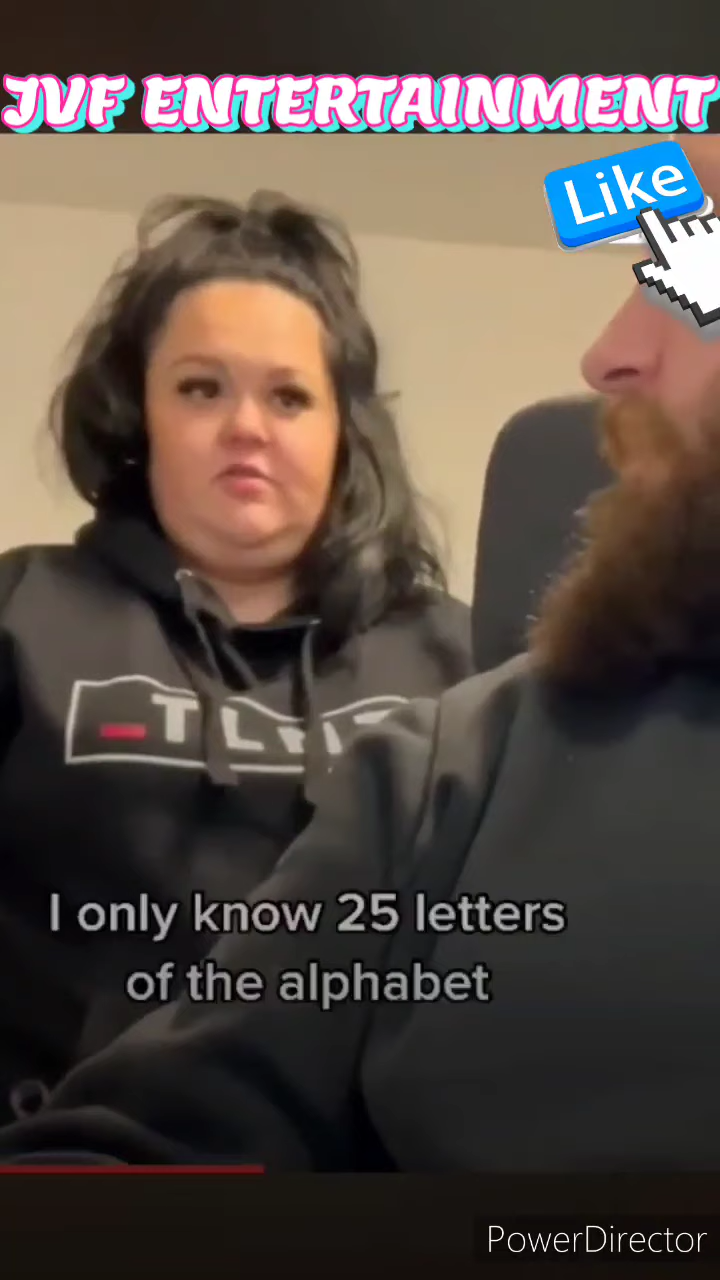 JVF ENTERTAINMENT
Like
I only know 25 letters
of the alphabet
PowerDirector